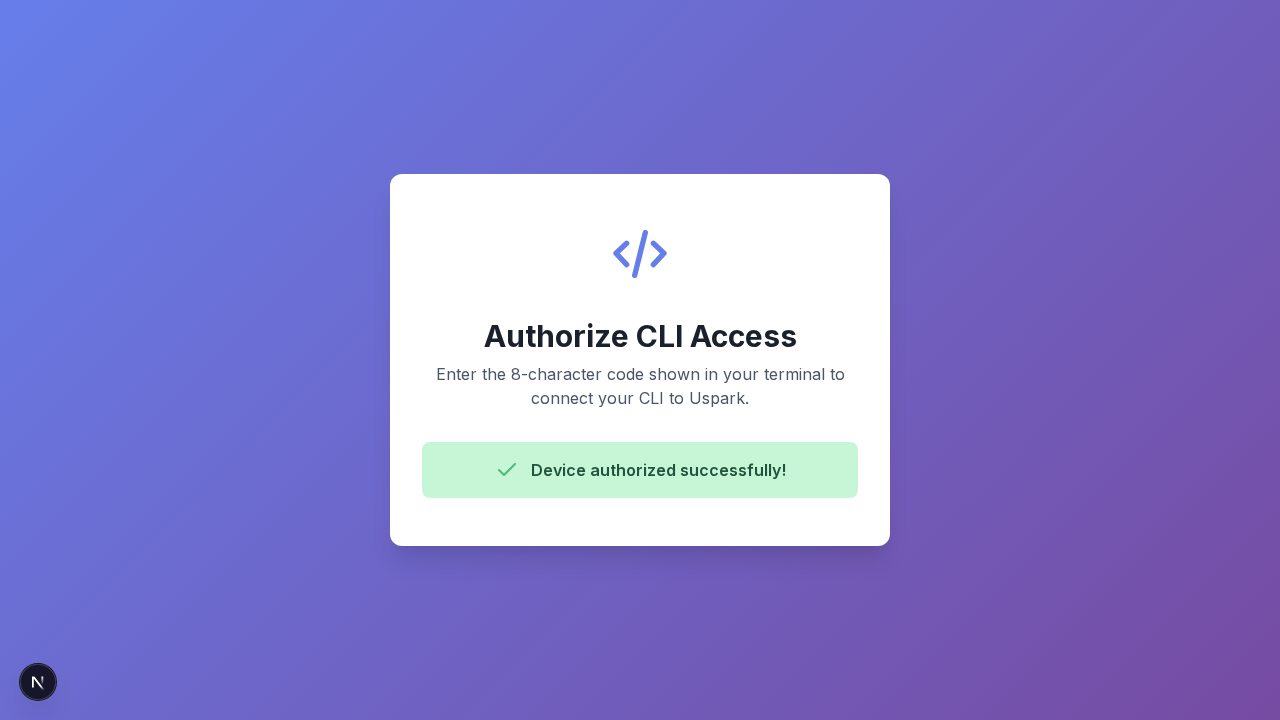 Authorize CLI Access
Enter the 8-character code shown in your terminal to
connect your CLI to Uspark.
Device authorized successfully!
N